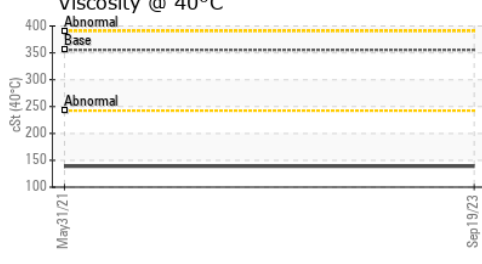 Viscosity @ 40°C
400
Abnormal
Base
350
300
250
Abnormal
200
150
100
cSt (40°C)
May31/21
Sep19/23